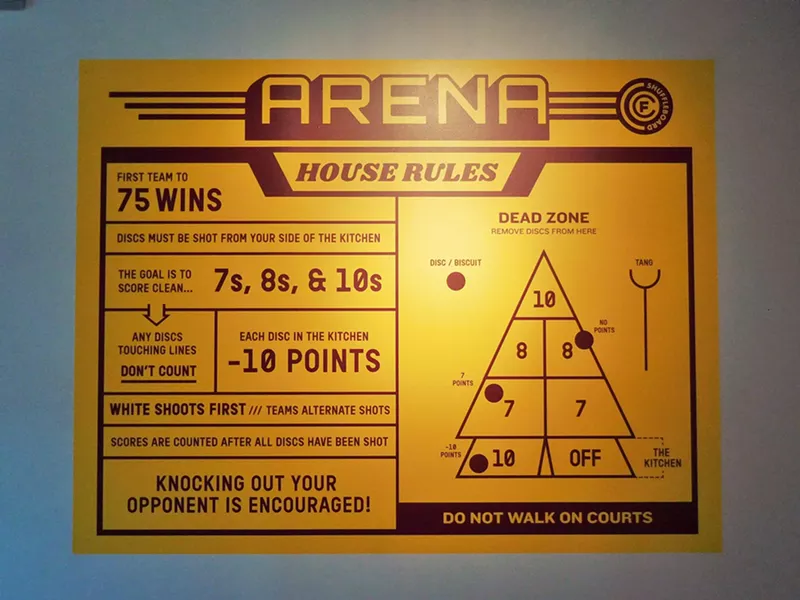 ARENA
SHUFFLEBOARD
CF
HOUSE RULES
FIRST TEAM TO
75 WINS
DISCS MUST BE SHOT FROM YOUR SIDE OF THE KITCHEN
THE GOAL IS TO
SCORE CLEAN...
7s, 8s, & 10s
ANY DISCS
TOUCHING LINES
DON'T COUNT
EACH DISC IN THE KITCHEN
-10 POINTS
WHITE SHOOTS FIRST /// TEAMS ALTERNATE SHOTS
SCORES ARE COUNTED AFTER ALL DISCS HAVE BEEN SHOT
KNOCKING OUT YOUR
OPPONENT IS ENCOURAGED!
DEAD ZONE
REMOVE DISCS FROM HERE
DISC / BISCUIT
TANG
10
NO
POINTS
8
8
7
POINTS
7
7
-10
POINTS
10
OFF
THE
KITCHEN
DO NOT WALK ON COURTS